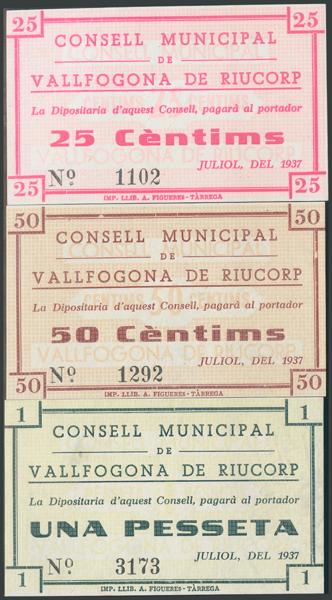 25 25
CONSELL MUNICIPAL
DE
VALLFOGONA DE RIUCORP
La Dipositaria d'aquest Consell, pagarà al portador
25 Cèntims
JULIOL, DEL 1937
Nº. 1102
25 25
IMP. LLIB. A. FIGUERES - TÀRREGA
50 50
CONSELL MUNICIPAL
DE
VALLFOGONA DE RIUCORP
La Dipositaria d'aquest Consell, pagarà al portador
50 Cèntims
JULIOL, DEL 1937
Nº. 1292
50 50
IMP. LLIB. A. FIGUERES - TÀRREGA
1 1
CONSELL MUNICIPAL
DE
VALLFOGONA DE RIUCORP
La Dipositaria d'aquest Consell, pagarà al portador
UNA PESSETA
JULIOL, DEL 1937
Nº. 3173
1 1
IMP. LLIB. A. FIGUERES - TÀRREGA